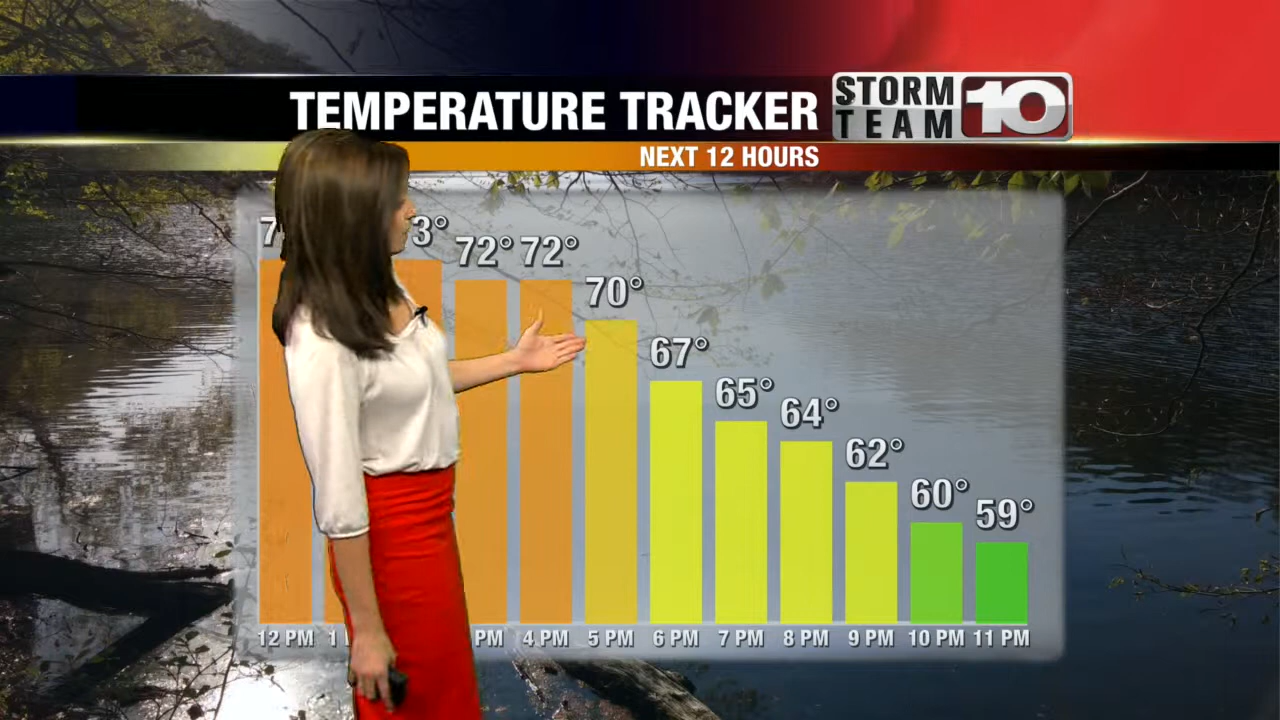 TEMPERATURE TRACKER
STORM TEAM 10
NEXT 12 HOURS
72° 72°
70°
67°
65°
64°
62°
60°
59°
12 PM PM 4 PM 5 PM 6 PM 7 PM 8 PM 9 PM 10 PM 11 PM